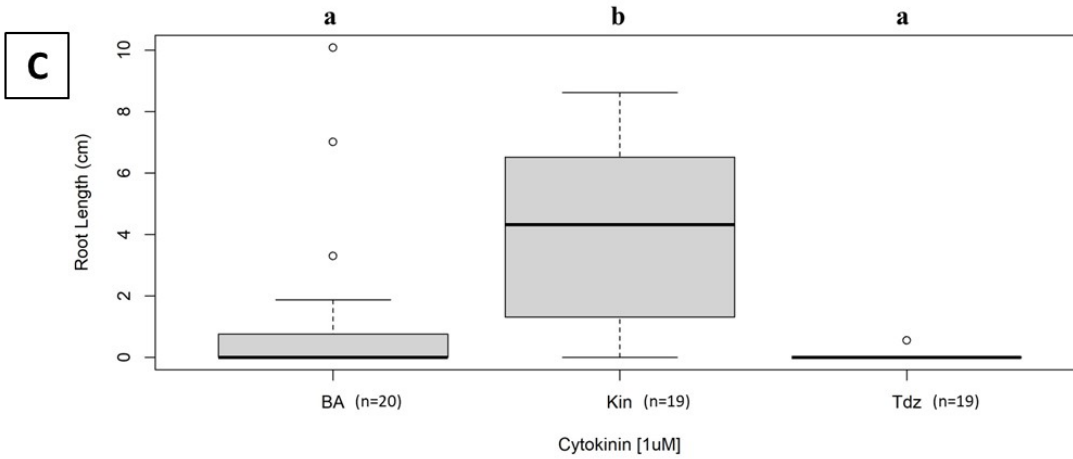 a b a
C
10
8
6
4
2
0
Root Length (cm)
BA (n=20) Kin (n=19) Tdz (n=19)
Cytokinin [1uM]